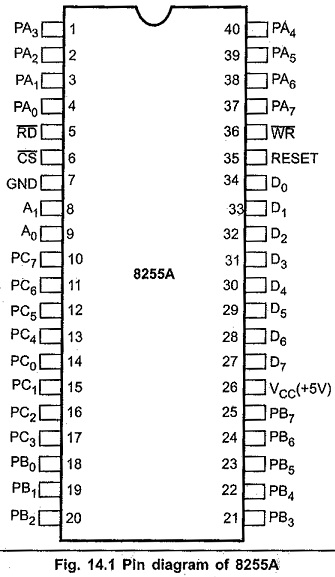 PA₃ 1 40 PA₄
PA₂ 2 39 PA₅
PA₁ 3 38 PA₆
PA₀ 4 37 PA₇
R̅D̅ 5 36 W̅R̅
C̅S̅ 6 35 RESET
GND 7 34 D₀
A₁ 8 33 D₁
A₀ 9 32 D₂
PC₇ 10 31 D₃
8255A
PC₆ 11 30 D₄
PC₅ 12 29 D₅
PC₄ 13 28 D₆
PC₀ 14 27 D₇
PC₁ 15 26 V_CC(+5V)
PC₂ 16 25 PB₇
PC₃ 17 24 PB₆
PB₀ 18 23 PB₅
PB₁ 19 22 PB₄
PB₂ 20 21 PB₃
Fig. 14.1 Pin diagram of 8255A